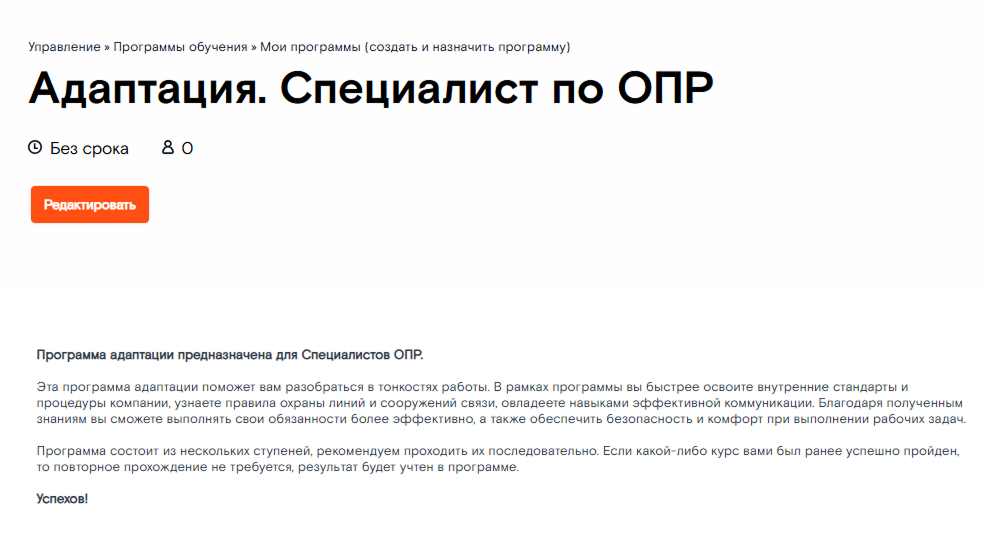 Управление » Программы обучения » Мои программы (создать и назначить программу)
Адаптация. Специалист по ОПР
Без срока 0
Редактировать
Программа адаптации предназначена для Специалистов ОПР.
Эта программа адаптации поможет вам разобраться в тонкостях работы. В рамках программы вы быстрее освоите внутренние стандарты и
процедуры компании, узнаете правила охраны линий и сооружений связи, овладеете навыками эффективной коммуникации. Благодаря полученным
знаниям вы сможете выполнять свои обязанности более эффективно, а также обеспечить безопасность и комфорт при выполнении рабочих задач.
Программа состоит из нескольких ступеней, рекомендуем проходить их последовательно. Если какой-либо курс вами был ранее успешно пройден,
то повторное прохождение не требуется, результат будет учтен в программе.
Успехов!